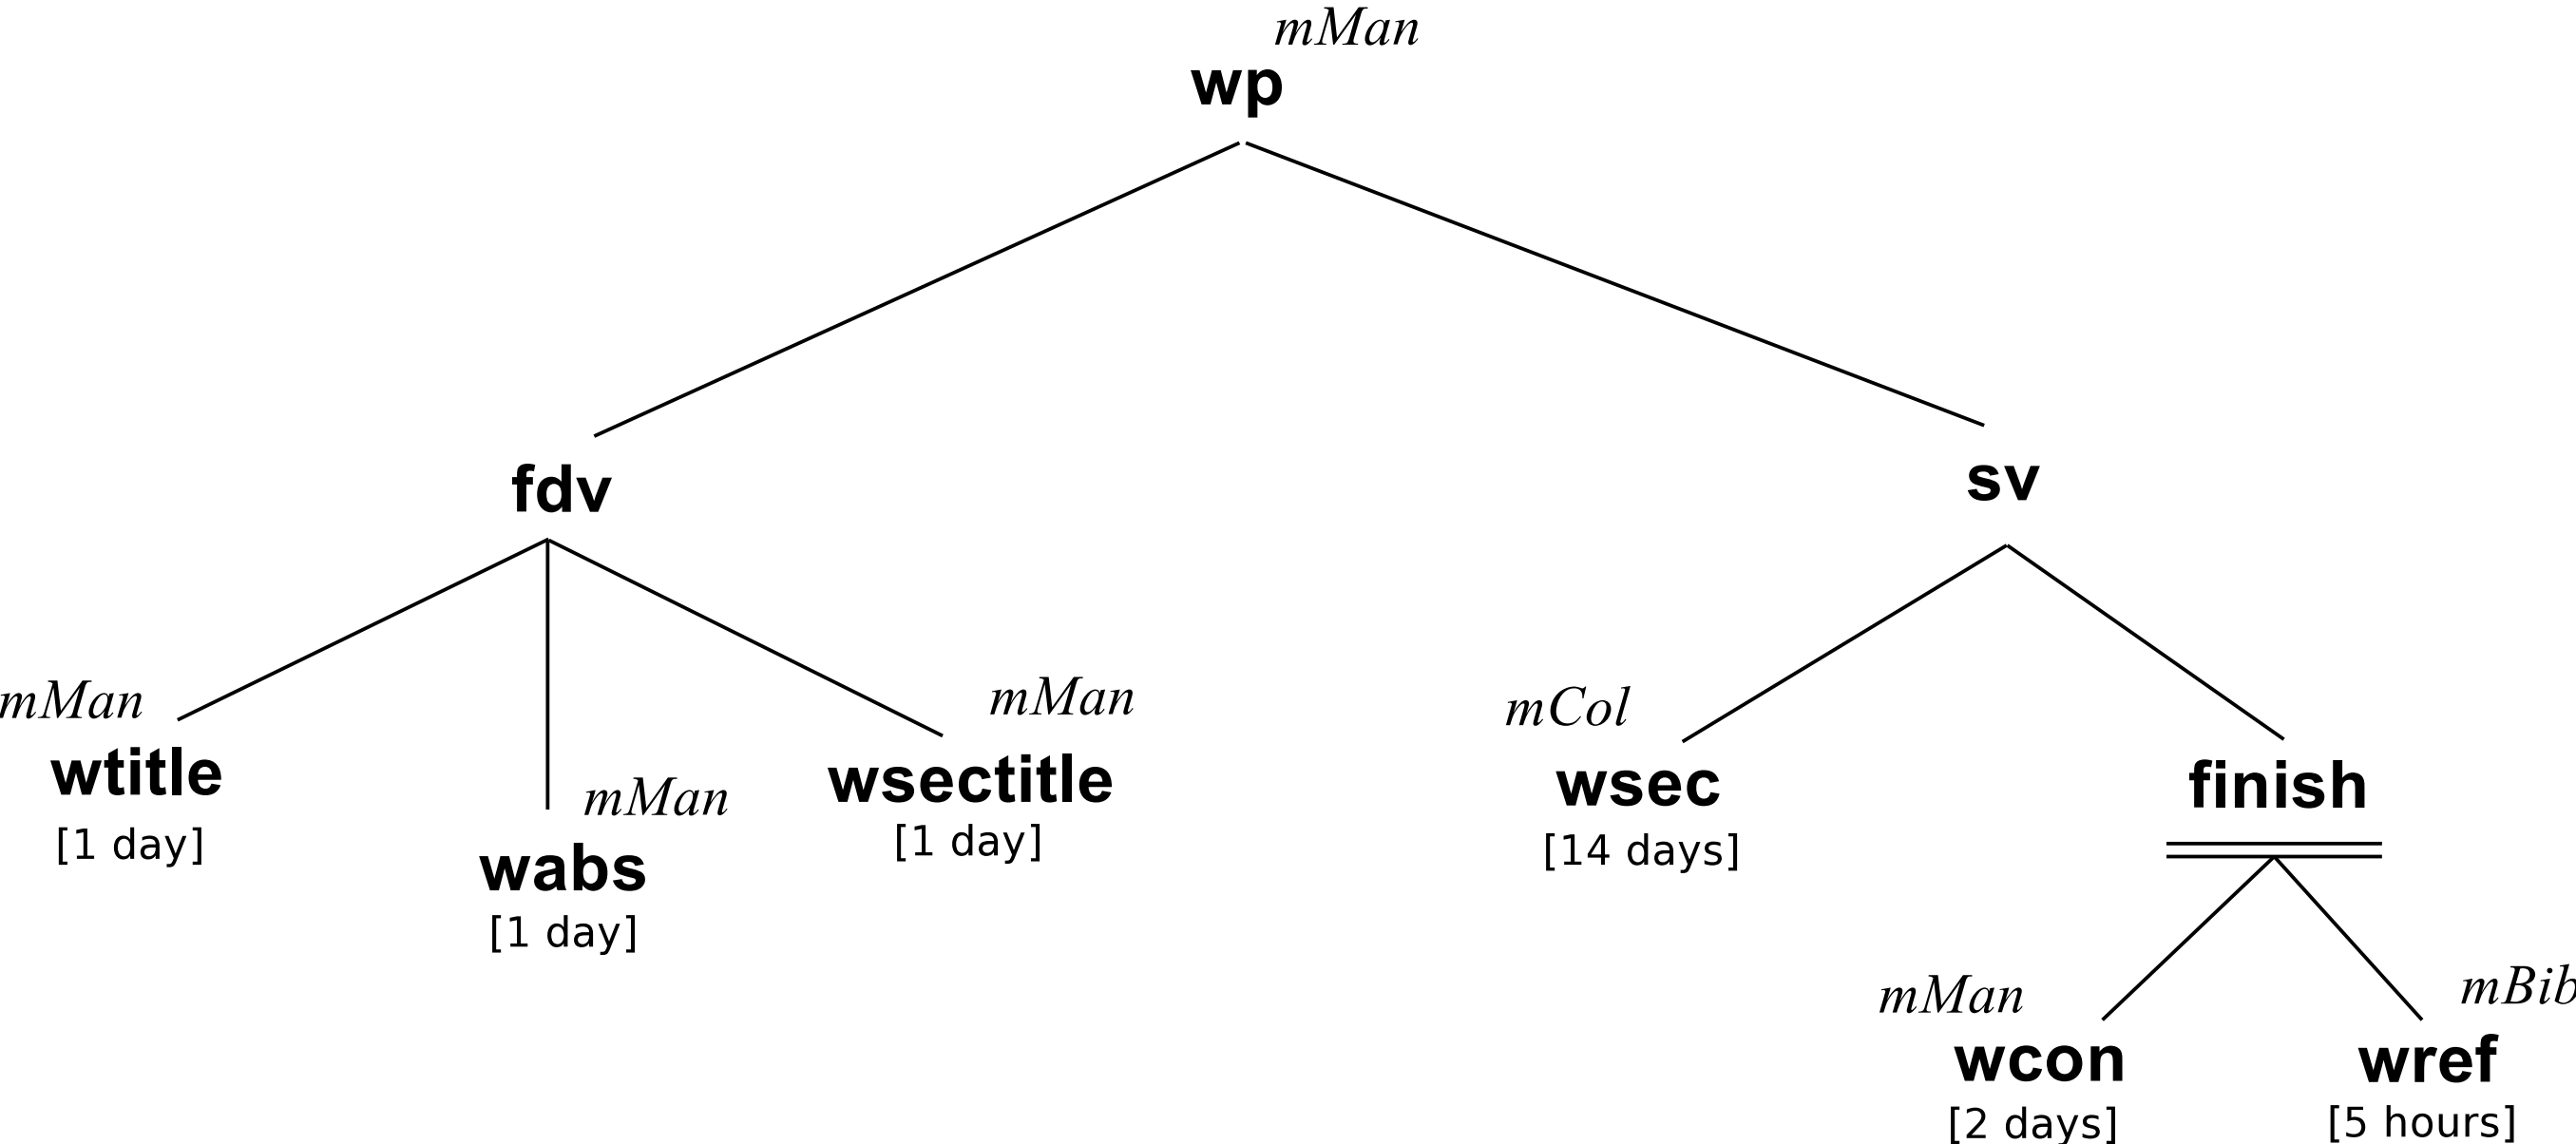 mMan
wp
fdv
sv
mMan
wtitle
[1 day]
mMan
wabs
[1 day]
mMan
wsectitle
[1 day]
mCol
wsec
[14 days]
finish
mMan
wcon
[2 days]
mBib
wref
[5 hours]